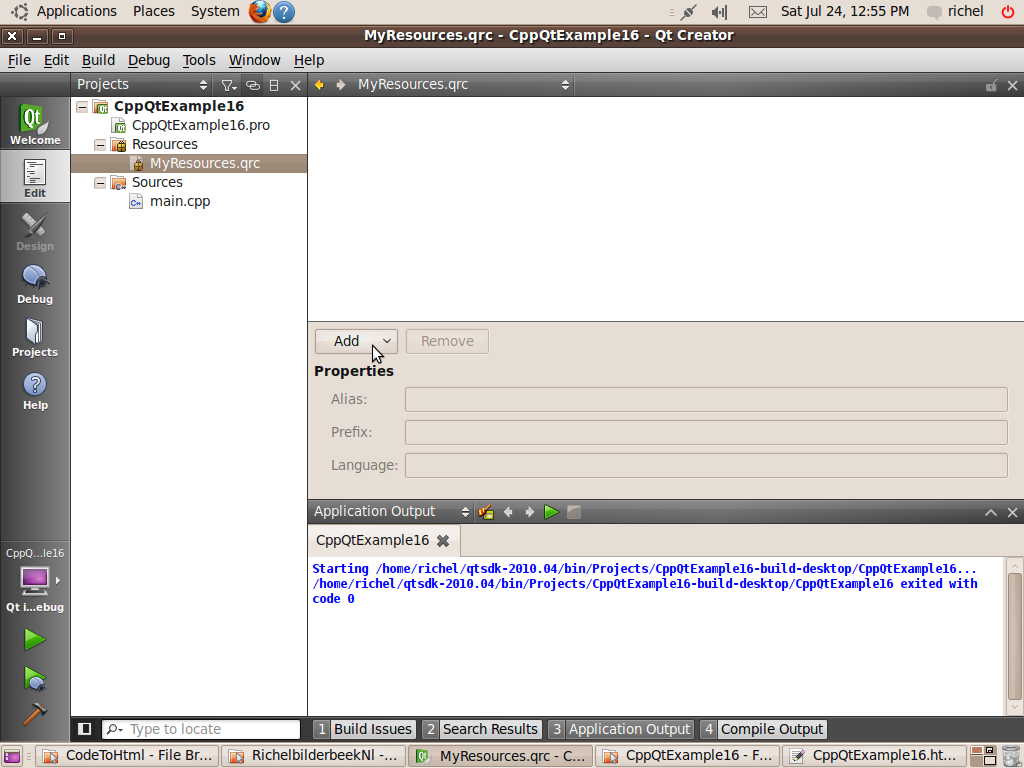 Applications Places System Sat Jul 24, 12:55 PM richel
MyResources.qrc - CppQtExample16 - Qt Creator
File Edit Build Debug Tools Window Help
Projects MyResources.qrc
CppQtExample16
CppQtExample16.pro
Resources
MyResources.qrc
Sources
main.cpp
Qt
Welcome
Edit
Design
Debug
Projects
Help
CppQ...le16
Qt i...ebug
Add Remove
Properties
Alias:
Prefix:
Language:
Application Output
CppQtExample16
Starting /home/richel/qtsdk-2010.04/bin/Projects/CppQtExample16-build-desktop/CppQtExample16...
/home/richel/qtsdk-2010.04/bin/Projects/CppQtExample16-build-desktop/CppQtExample16 exited with
code 0
Type to locate 1 Build Issues 2 Search Results 3 Application Output 4 Compile Output
CodeToHtml - File Br... RichelbilderbeekNl -... MyResources.qrc - C... CppQtExample16 - F... CppQtExample16.ht...